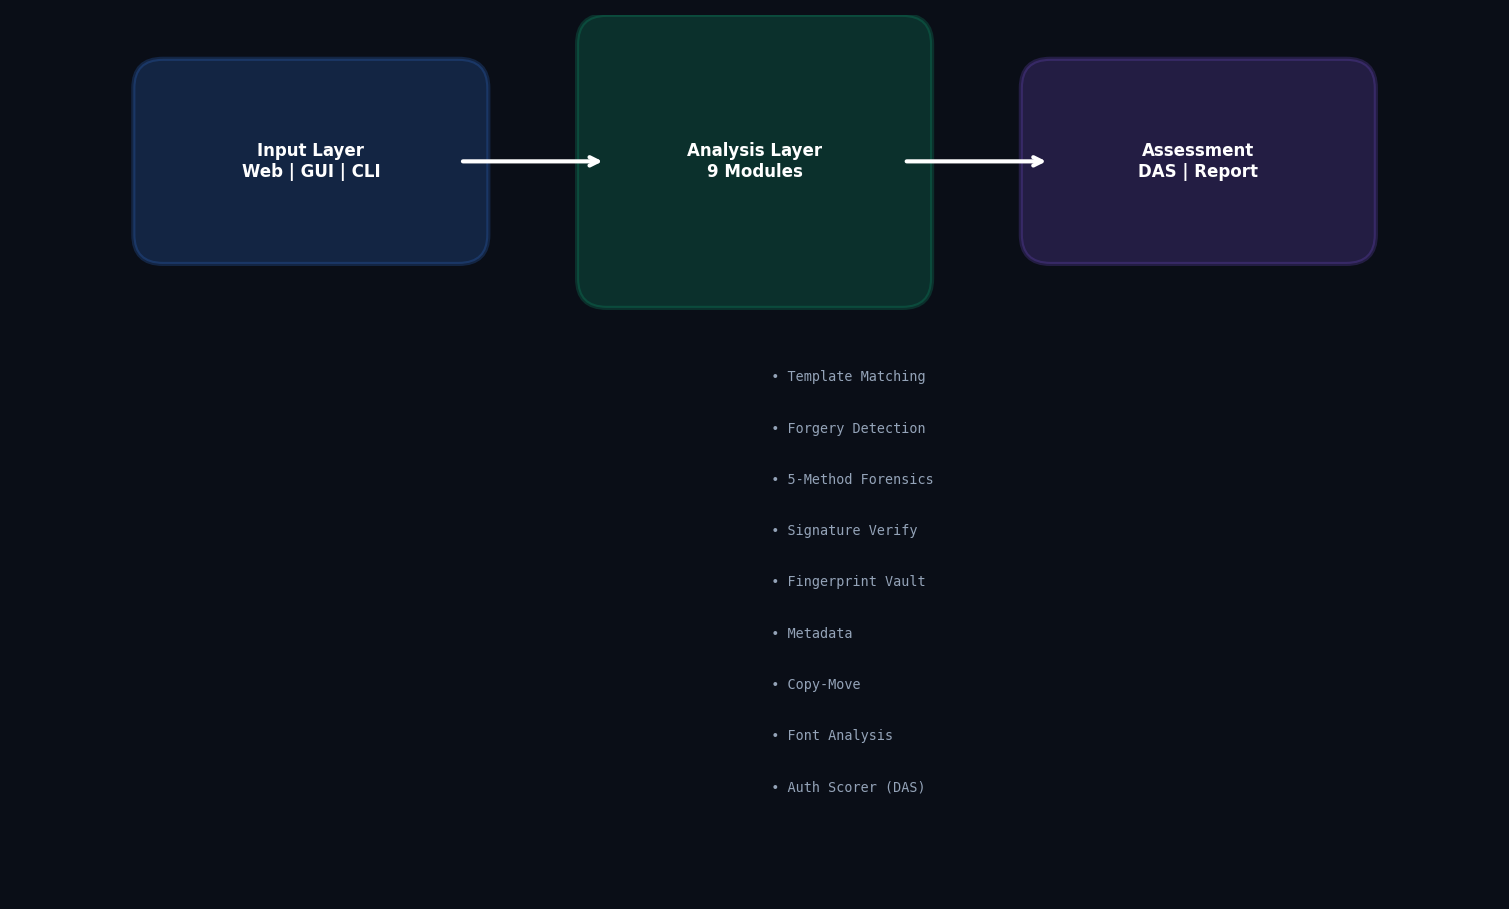 Input Layer
Web | GUI | CLI
Analysis Layer
9 Modules
Assessment
DAS | Report
• Template Matching
• Forgery Detection
• 5-Method Forensics
• Signature Verify
• Fingerprint Vault
• Metadata
• Copy-Move
• Font Analysis
• Auth Scorer (DAS)